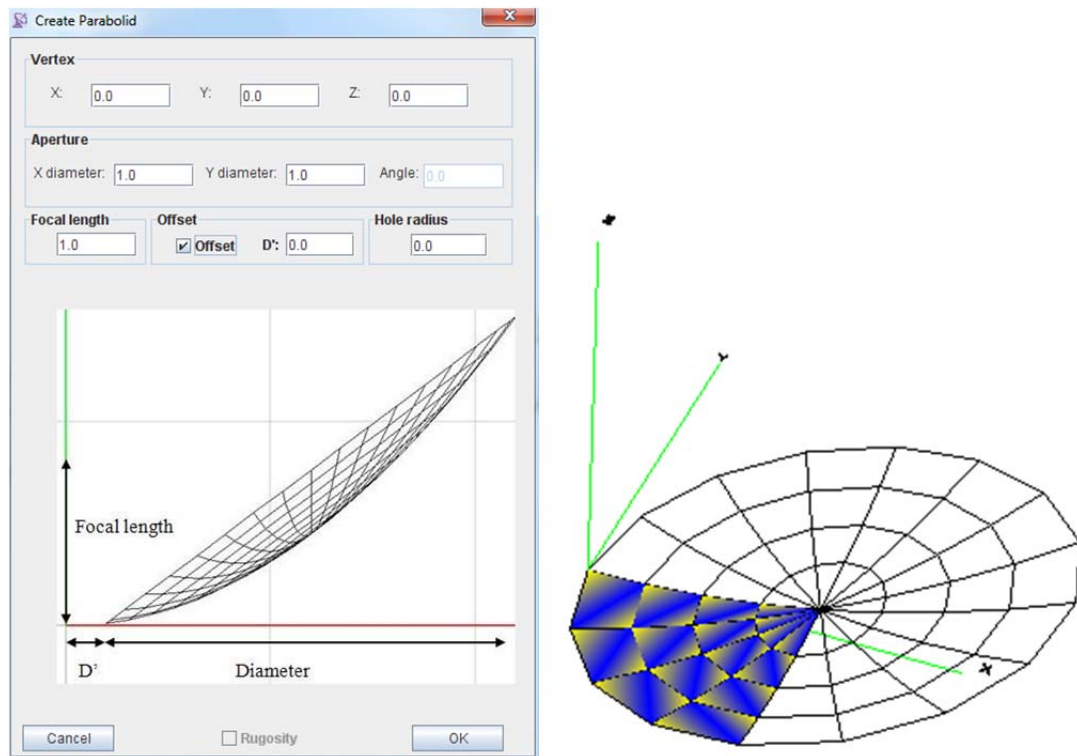 Create Parabolid
Vertex
X: 0.0 Y: 0.0 Z: 0.0
Aperture
X diameter: 1.0 Y diameter: 1.0 Angle: 0.0
Focal length Offset Hole radius
1.0 Offset D': 0.0 0.0
Focal length
D' Diameter
Cancel Rugosity OK
Y
X